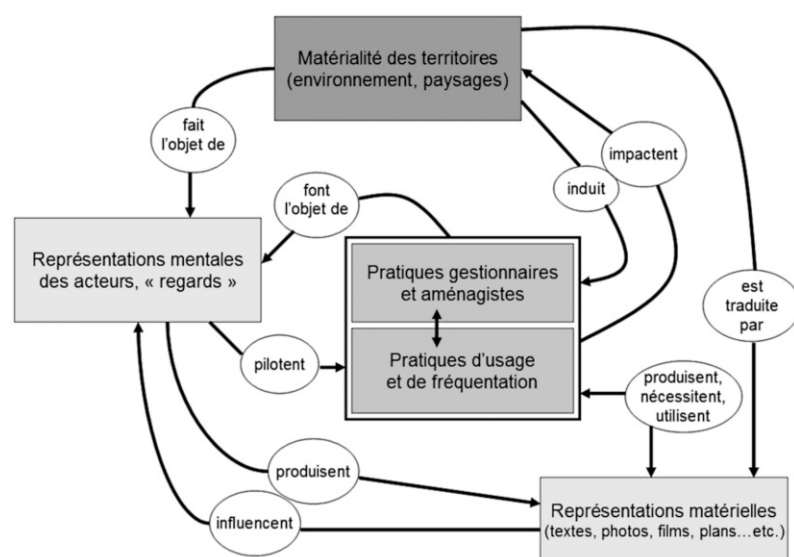 Matérialité des territoires
(environnement, paysages)
fait
l'objet de
impactent
induit
font
l'objet de
Représentations mentales
des acteurs, « regards »
Pratiques gestionnaires
et aménagistes
est
traduite
par
pilotent
Pratiques d'usage
et de fréquentation
produisent,
nécessitent,
utilisent
produisent
influencent
Représentations matérielles
(textes, photos, films, plans...etc.)